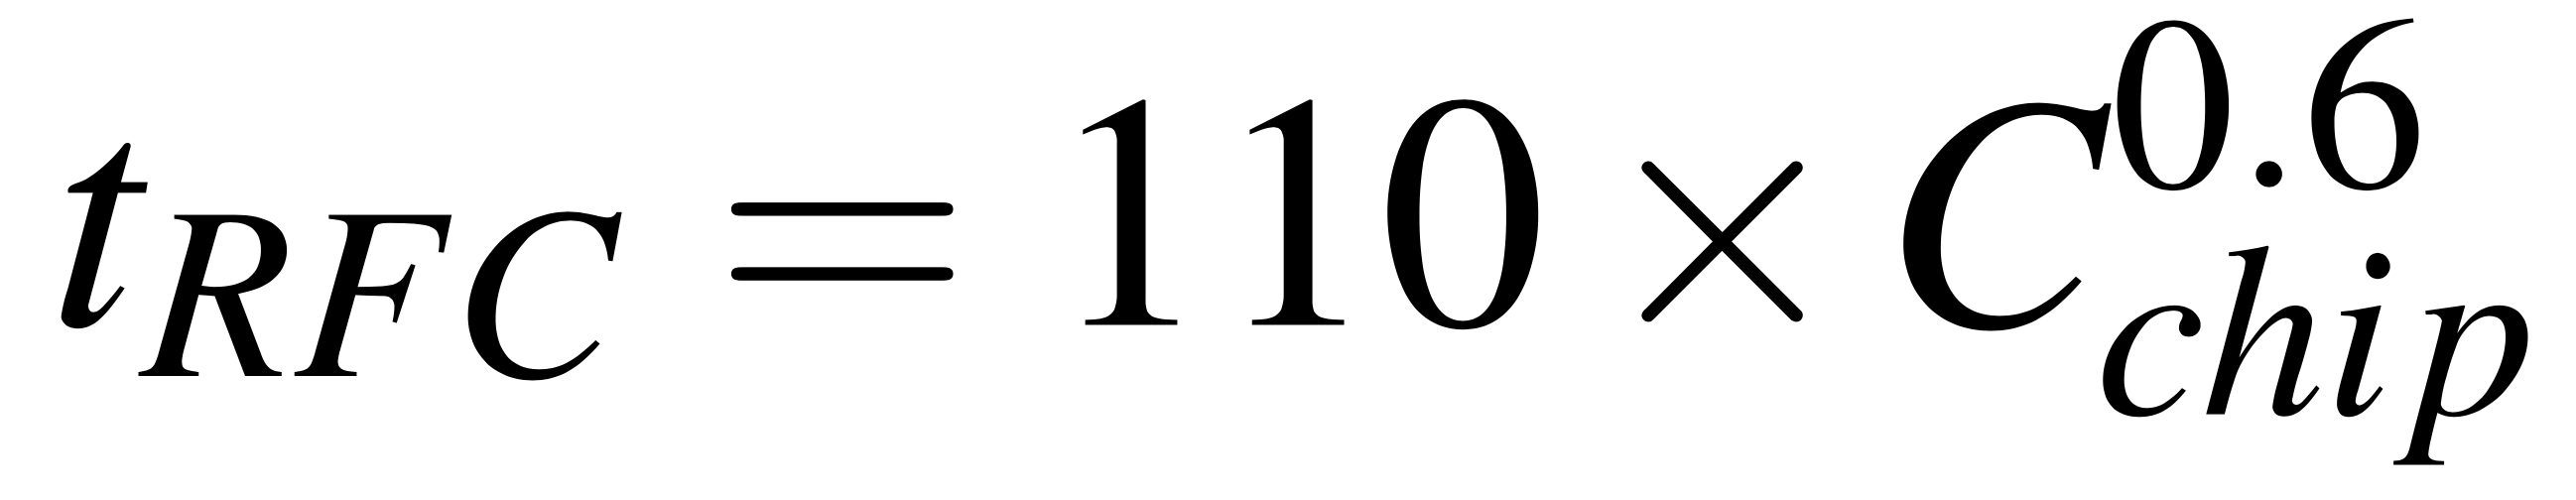 t_{RFC} = 110 × C_{chip}^{0.6}